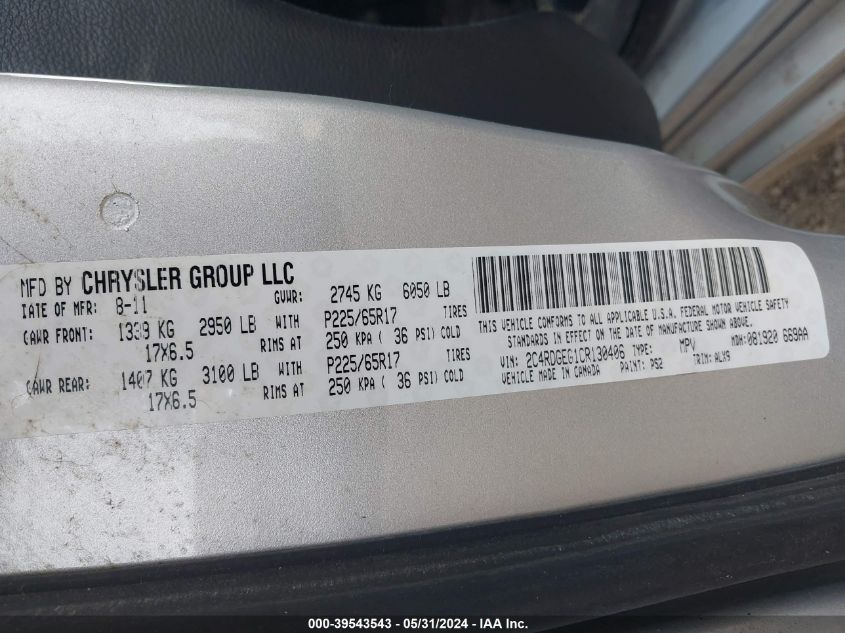 MFD BY CHRYSLER GROUP LLC
DATE OF MFR: 8-11 GVWR: 2745 KG 6050 LB
GAWR FRONT: 1339 KG 2950 LB WITH P225/65R17 TIRES
17X6.5 RIMS AT 250 KPA ( 36 PSI) COLD
GAWR REAR: 1407 KG 3100 LB WITH P225/65R17 TIRES
17X6.5 RIMS AT 250 KPA ( 36 PSI) COLD
THIS VEHICLE CONFORMS TO ALL APPLICABLE U.S.A. FEDERAL MOTOR VEHICLE SAFETY
STANDARDS IN EFFECT ON THE DATE OF MANUFACTURE SHOWN ABOVE.
VIN: 2C4RDGEG1CR130406 TYPE: MPV MDH: 081920 669AA
MADE IN CANADA PAINT: PS2 TRIM: ALX9
000-39543543 - 05/31/2024 - © IAA, Inc.